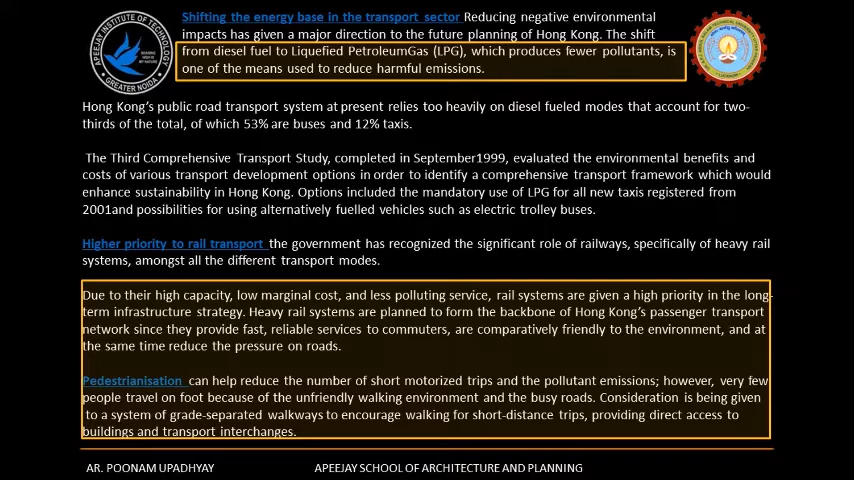 Shifting the energy base in the transport sector Reducing negative environmental
impacts has given a major direction to the future planning of Hong Kong. The shift
from diesel fuel to Liquefied PetroleumGas (LPG), which produces fewer pollutants, is
one of the means used to reduce harmful emissions.
APEEJAY INSTITUTE OF TECHNOLOGY
GREATER NOIDA
Hong Kong's public road transport system at present relies too heavily on diesel fueled modes that account for two-
thirds of the total, of which 53% are buses and 12% taxis.
The Third Comprehensive Transport Study, completed in September1999, evaluated the environmental benefits and
costs of various transport development options in order to identify a comprehensive transport framework which would
enhance sustainability in Hong Kong. Options included the mandatory use of LPG for all new taxis registered from
2001and possibilities for using alternatively fuelled vehicles such as electric trolley buses.
Higher priority to rail transport the government has recognized the significant role of railways, specifically of heavy rail
systems, amongst all the different transport modes.
Due to their high capacity, low marginal cost, and less polluting service, rail systems are given a high priority in the long-
term infrastructure strategy. Heavy rail systems are planned to form the backbone of Hong Kong's passenger transport
network since they provide fast, reliable services to commuters, are comparatively friendly to the environment, and at
the same time reduce the pressure on roads.
Pedestrianisation can help reduce the number of short motorized trips and the pollutant emissions; however, very few
people travel on foot because of the unfriendly walking environment and the busy roads. Consideration is being given
to a system of grade-separated walkways to encourage walking for short-distance trips, providing direct access to
buildings and transport interchanges.
AR. POONAM UPADHYAY
APEEJAY SCHOOL OF ARCHITECTURE AND PLANNING